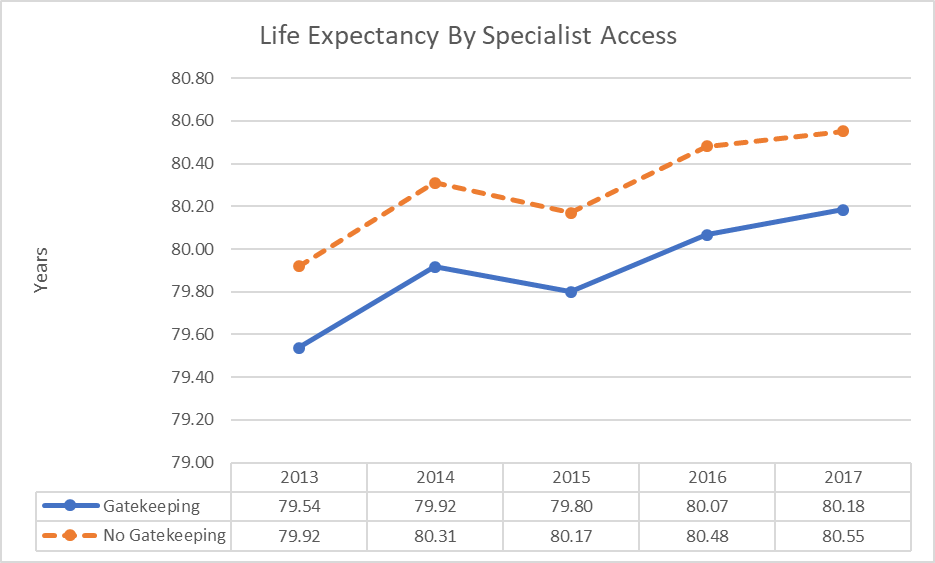 Life Expectancy By Specialist Access
80.80
80.60
80.40
80.20
80.00
79.80
79.60
79.40
79.20
79.00
Years
2013 2014 2015 2016 2017
Gatekeeping 79.54 79.92 79.80 80.07 80.18
No Gatekeeping 79.92 80.31 80.17 80.48 80.55